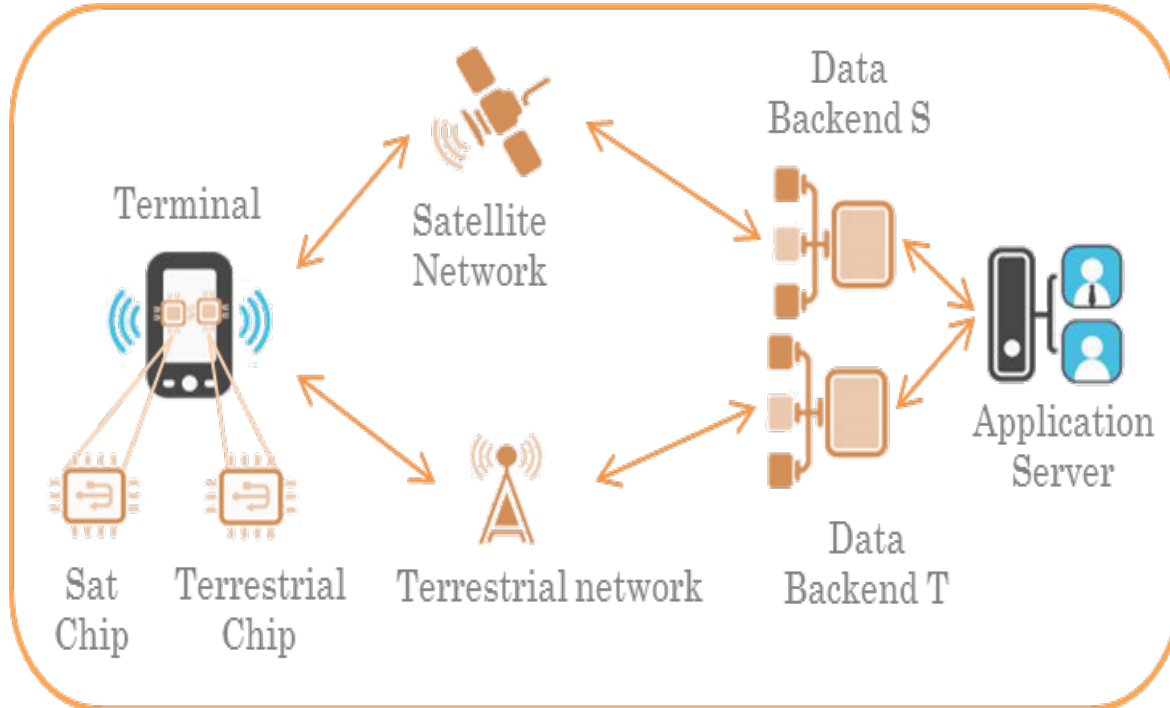 Data
Backend S
Terminal
Satellite
Network
Application
Server
Sat
Chip
Terrestrial
Chip
Terrestrial network
Data
Backend T